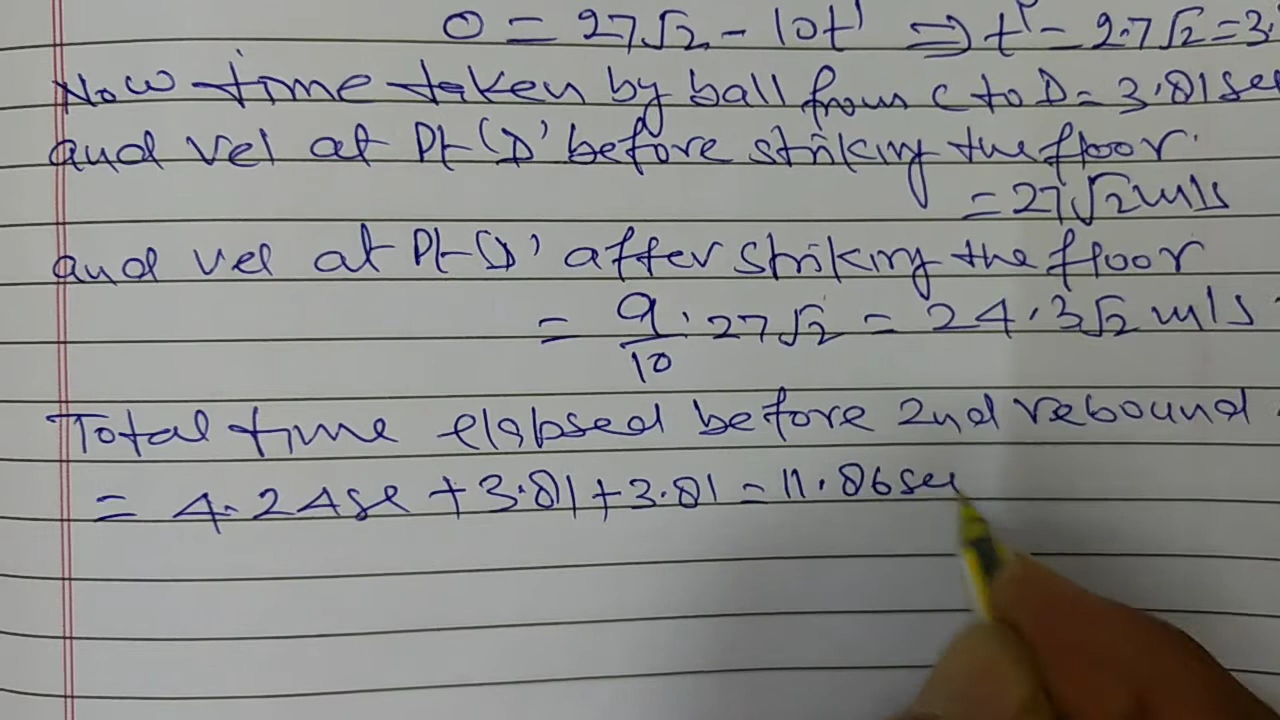 0 = 27√2 - 10t' ⇒ t' = 2.7√2 = 3.
Now time taken by ball from C to D = 3.81 sec
and vel at Pt 'D' before striking the floor.
= 27√2 m/s
and vel at Pt 'D' after striking the floor
= 9/10 . 27√2 = 24.3√2 m/s
Total time elapsed before 2nd rebound.
= 4.24 se + 3.81 + 3.81 = 11.86 sec